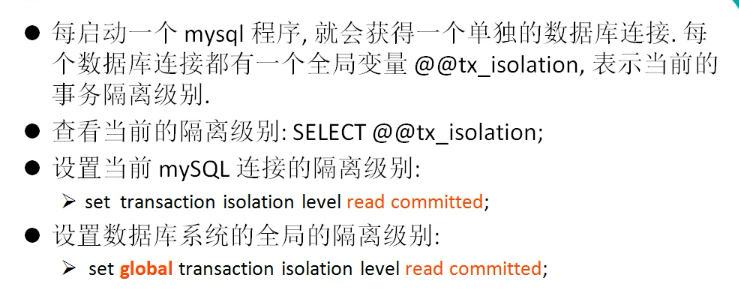 ● 每启动一个 mysql 程序, 就会获得一个单独的数据库连接. 每
个数据库连接都有一个全局变量 @@tx_isolation, 表示当前的
事务隔离级别.
● 查看当前的隔离级别: SELECT @@tx_isolation;
● 设置当前 mySQL 连接的隔离级别:
➢ set transaction isolation level read committed;
● 设置数据库系统的全局的隔离级别:
➢ set global transaction isolation level read committed;